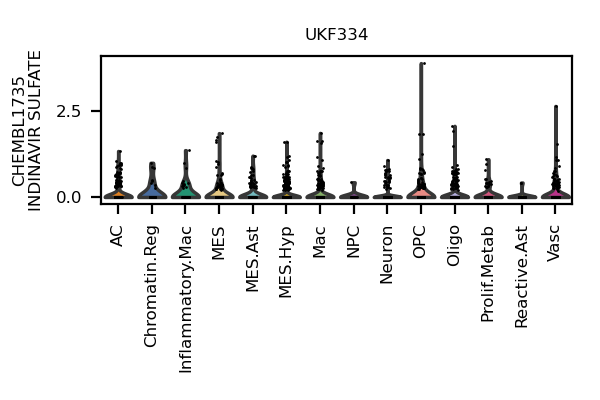 UKF334
CHEMBL1735
INDINAVIR SULFATE
2.5
0.0
AC
Chromatin.Reg
Inflammatory.Mac
MES
MES.Ast
MES.Hyp
Mac
NPC
Neuron
OPC
Oligo
Prolif.Metab
Reactive.Ast
Vasc